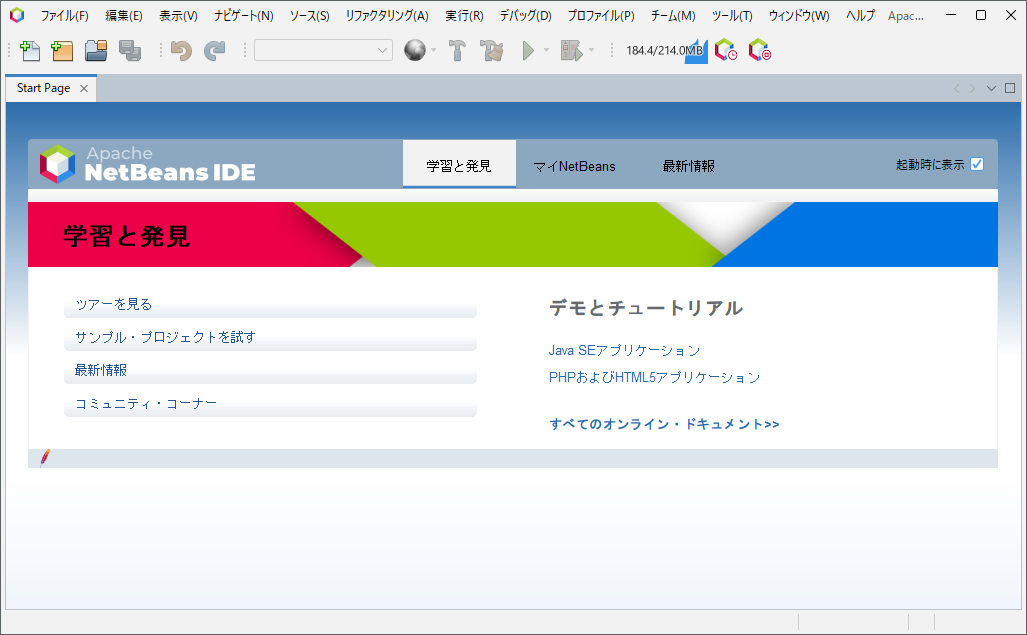 ファイル(F) 編集(E) 表示(V) ナビゲート(N) ソース(S) リファクタリング(A) 実行(R) デバッグ(D) プロファイル(P) チーム(M) ツール(T) ウィンドウ(W) ヘルプ Apac...
184.4/214.0MB
Start Page
Apache
NetBeans IDE
学習と発見 マイNetBeans 最新情報 起動時に表示
学習と発見
ツアーを見る
サンプル・プロジェクトを試す
最新情報
コミュニティ・コーナー
デモとチュートリアル
Java SEアプリケーション
PHPおよびHTML5アプリケーション
すべてのオンライン・ドキュメント>>